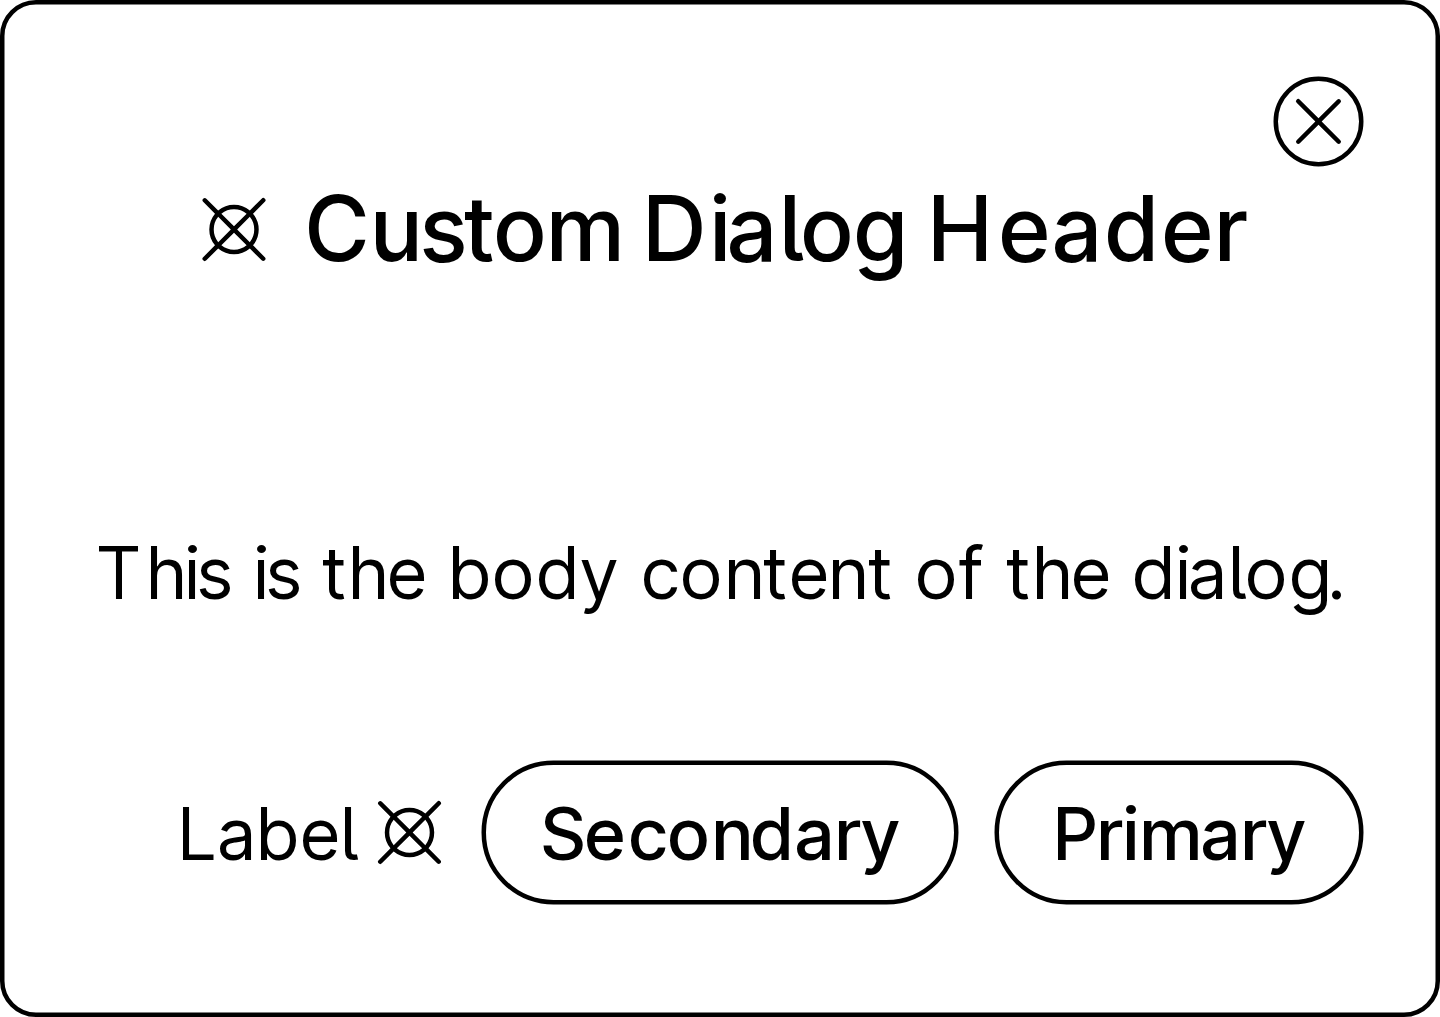 Custom Dialog Header
This is the body content of the dialog.
Label Secondary Primary